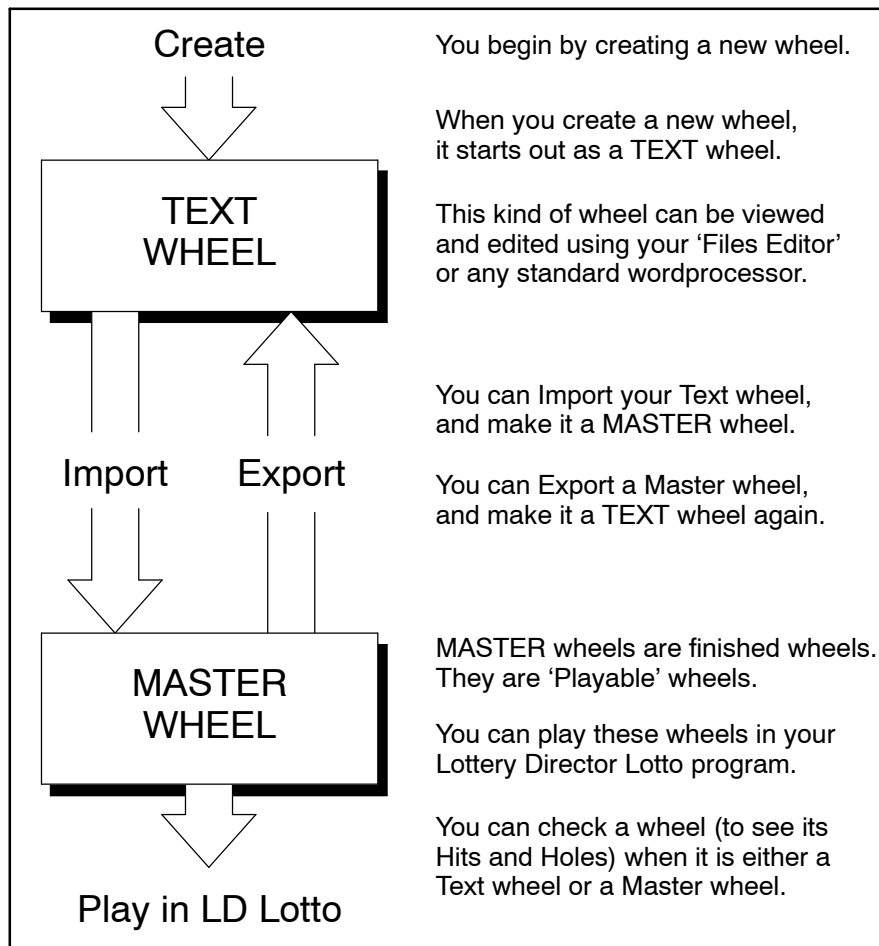 Create
You begin by creating a new wheel.
When you create a new wheel,
it starts out as a TEXT wheel.
TEXT
WHEEL
This kind of wheel can be viewed
and edited using your ‘Files Editor’
or any standard wordprocessor.
You can Import your Text wheel,
and make it a MASTER wheel.
Import
Export
You can Export a Master wheel,
and make it a TEXT wheel again.
MASTER
WHEEL
MASTER wheels are finished wheels.
They are ‘Playable’ wheels.
You can play these wheels in your
Lottery Director Lotto program.
You can check a wheel (to see its
Hits and Holes) when it is either a
Text wheel or a Master wheel.
Play in LD Lotto